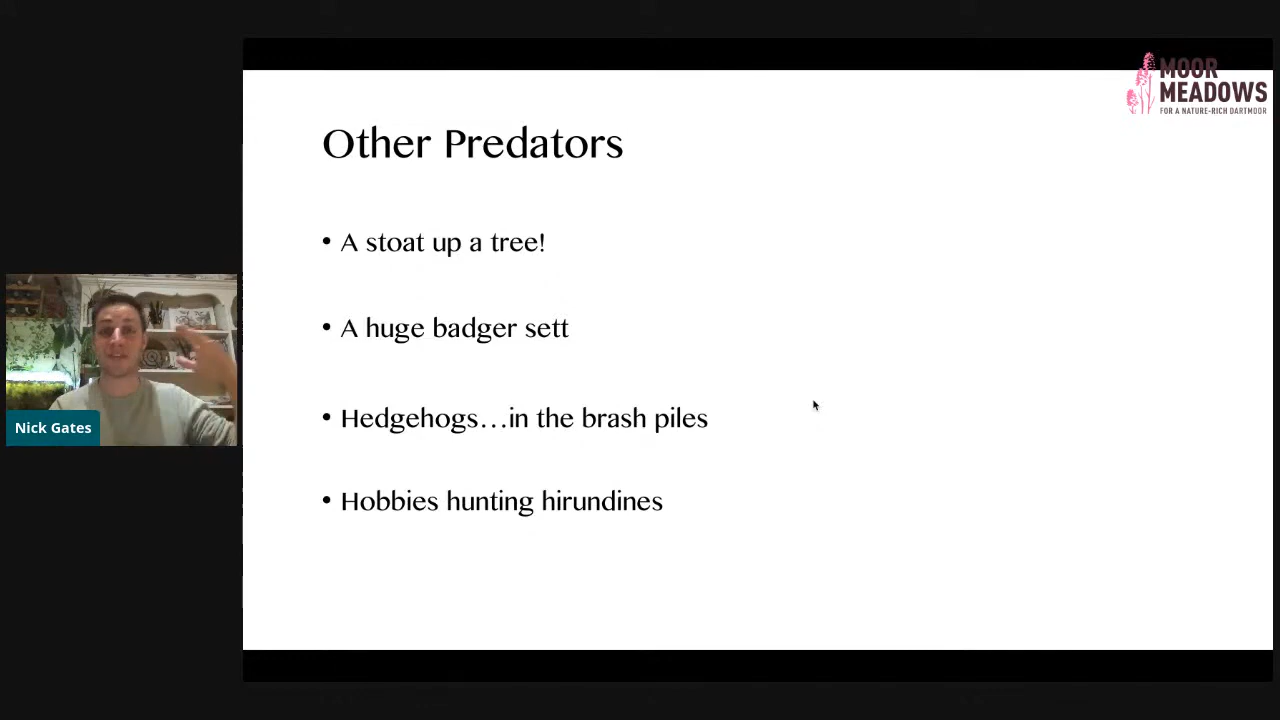 MOOR
MEADOWS
FOR A NATURE-RICH DARTMOOR
Other Predators
• A stoat up a tree!
• A huge badger sett
• Hedgehogs…in the brash piles
• Hobbies hunting hirundines
Nick Gates